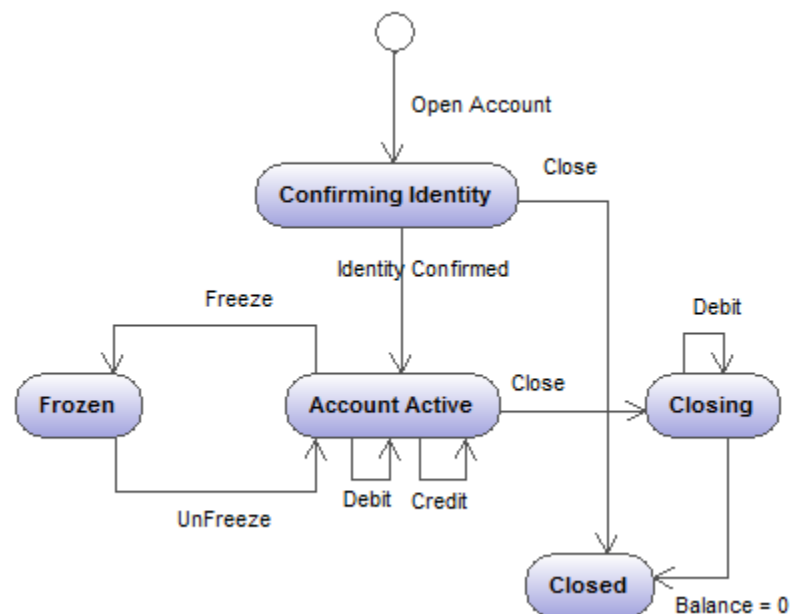 Open Account
Close
Confirming Identity
Identity Confirmed
Freeze
Debit
Frozen
Account Active
Close
Closing
UnFreeze
Debit
Credit
Closed
Balance = 0